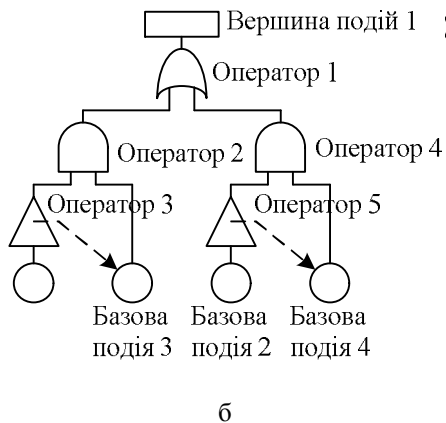 Вершина подій 1
Оператор 1
Оператор 2
Оператор 4
Оператор 3
Оператор 5
Базова
подія 3
Базова
подія 2
Базова
подія 4
б